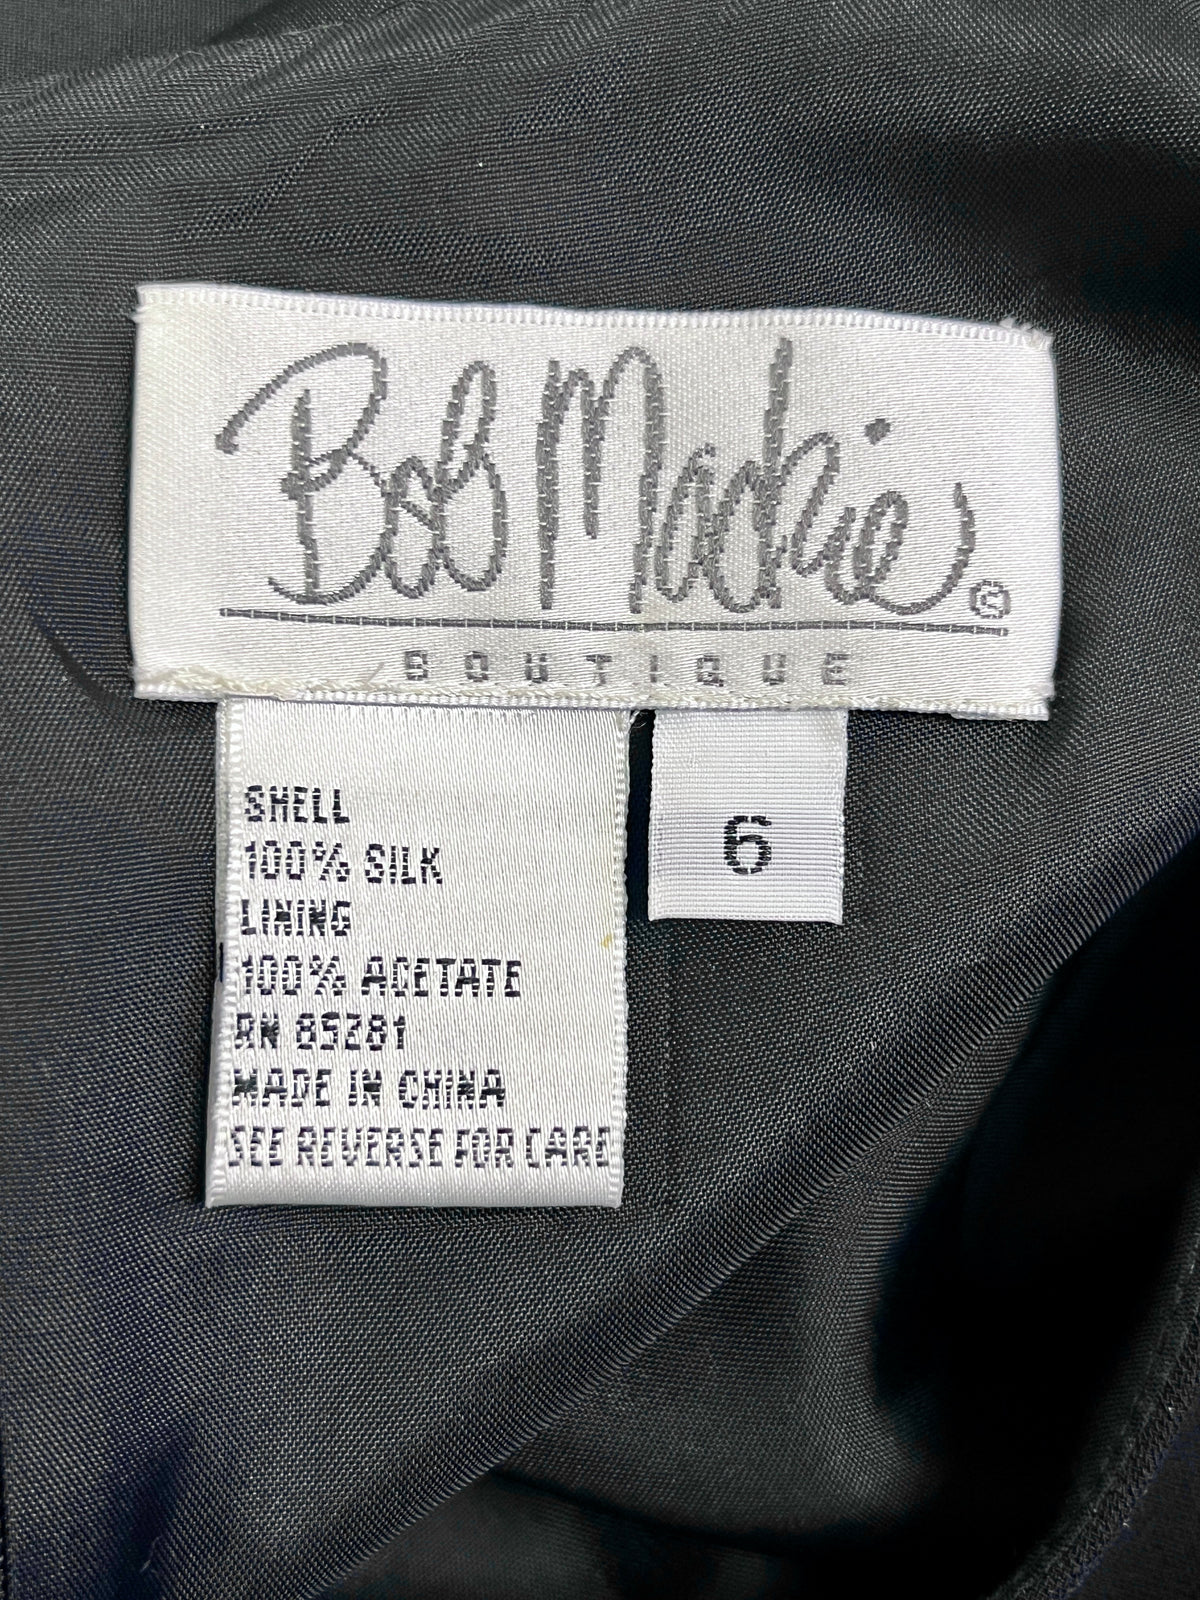 Bob Mackie ®
BOUTIQUE
6
SHELL
100% SILK
LINING
100% ACETATE
RN 85281
MADE IN CHINA
SEE REVERSE FOR CARE